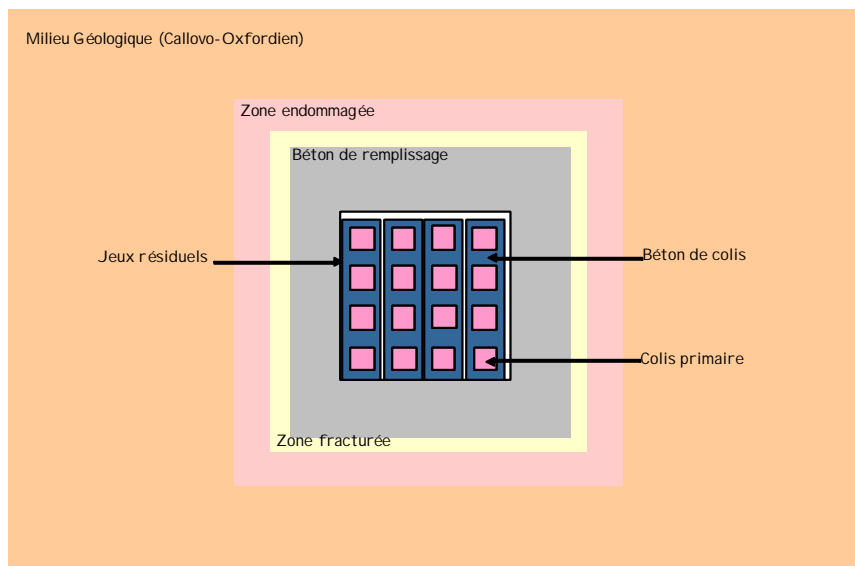 Milieu Géologique (Callovo-Oxfordien)
Zone endommagée
Béton de remplissage
Jeux résiduels
Béton de colis
Colis primaire
Zone fracturée